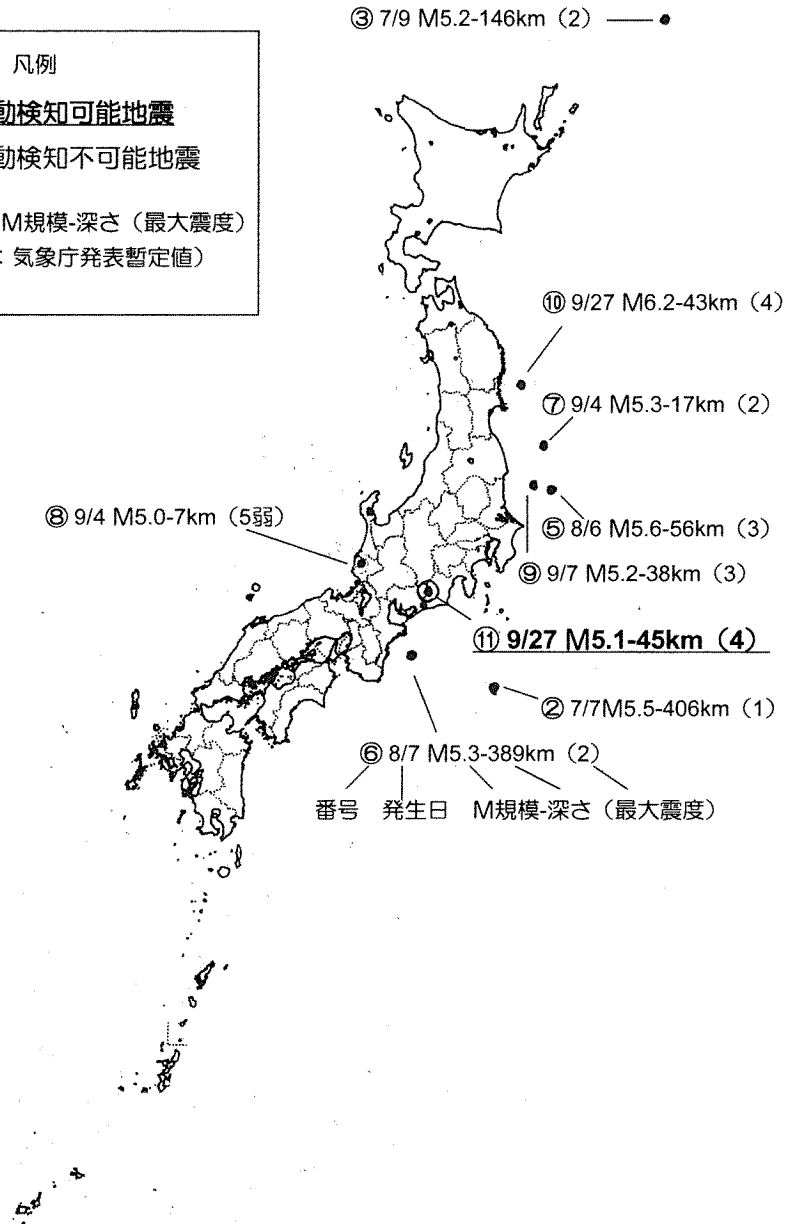 ③ 7/9 M5.2-146km（2）
凡例
動検知可能地震
動検知不可能地震
M規模-深さ（最大震度）
気象庁発表暫定値）
⑩ 9/27 M6.2-43km（4）
⑦ 9/4 M5.3-17km（2）
⑧ 9/4 M5.0-7km（5弱）
⑤ 8/6 M5.6-56km（3）
⑨ 9/7 M5.2-38km（3）
⑪ 9/27 M5.1-45km（4）
② 7/7M5.5-406km（1）
⑥ 8/7 M5.3-389km（2）
番号 発生日 M規模-深さ（最大震度）